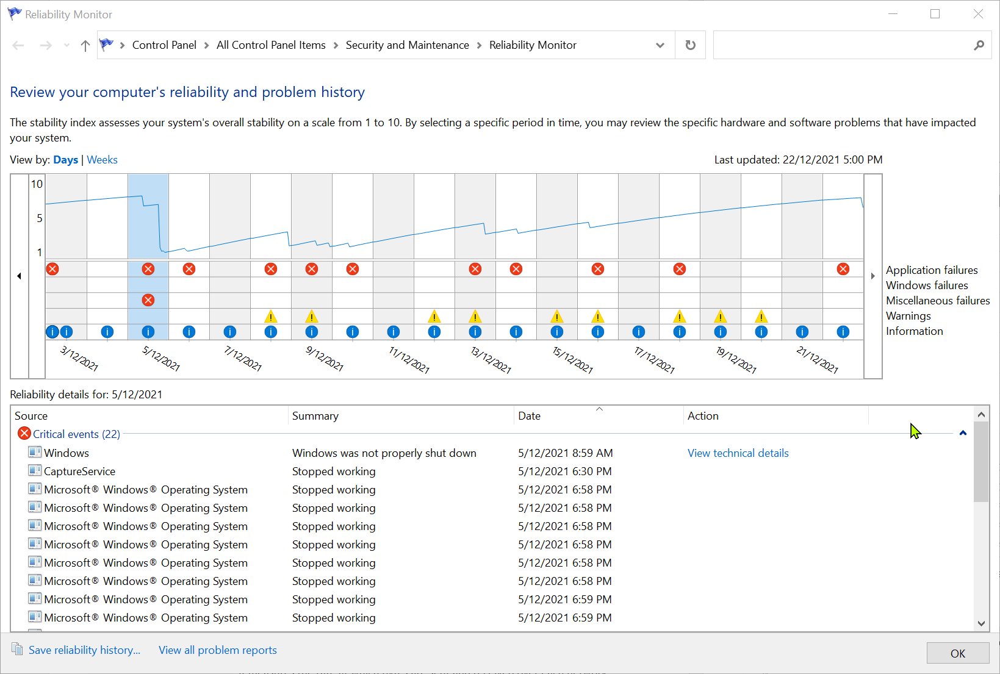 Reliability Monitor
Control Panel All Control Panel Items Security and Maintenance Reliability Monitor
Review your computer's reliability and problem history
The stability index assesses your system's overall stability on a scale from 1 to 10. By selecting a specific period in time, you may review the specific hardware and software problems that have impacted
your system.
View by: Days | Weeks
Last updated: 22/12/2021 5:00 PM
10
5
1
Application failures
Windows failures
Miscellaneous failures
Warnings
Information
3/12/2021
5/12/2021
7/12/2021
9/12/2021
11/12/2021
13/12/2021
15/12/2021
17/12/2021
19/12/2021
21/12/2021
Reliability details for: 5/12/2021
Source Summary Date Action
Critical events (22)
Windows Windows was not properly shut down 5/12/2021 8:59 AM View technical details
CaptureService Stopped working 5/12/2021 6:30 PM
Microsoft® Windows® Operating System Stopped working 5/12/2021 6:58 PM
Microsoft® Windows® Operating System Stopped working 5/12/2021 6:58 PM
Microsoft® Windows® Operating System Stopped working 5/12/2021 6:58 PM
Microsoft® Windows® Operating System Stopped working 5/12/2021 6:58 PM
Microsoft® Windows® Operating System Stopped working 5/12/2021 6:58 PM
Microsoft® Windows® Operating System Stopped working 5/12/2021 6:58 PM
Microsoft® Windows® Operating System Stopped working 5/12/2021 6:59 PM
Microsoft® Windows® Operating System Stopped working 5/12/2021 6:59 PM
Save reliability history... View all problem reports
OK